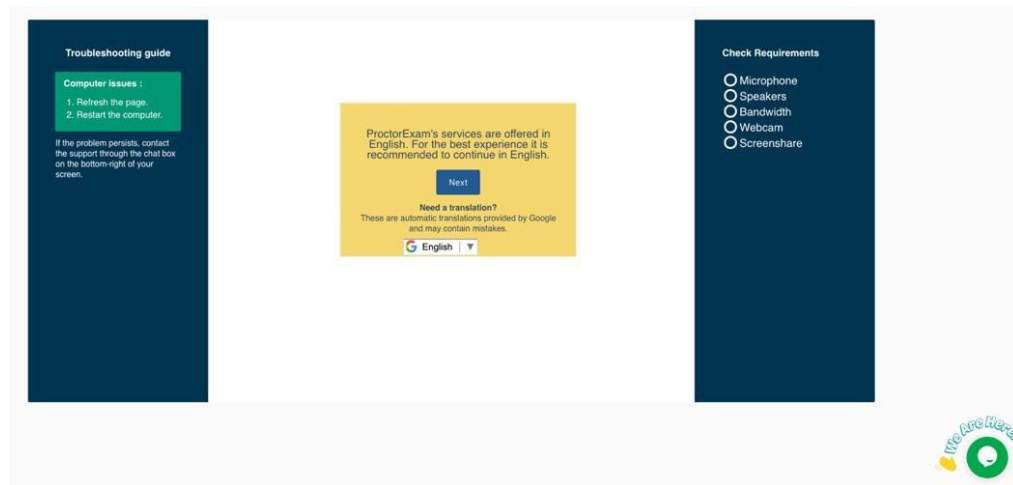 Troubleshooting guide
Computer issues :
1. Refresh the page.
2. Restart the computer.
If the problem persists, contact
the support through the chat box
on the bottom-right of your
screen.
ProctorExam's services are offered in
English. For the best experience it is
recommended to continue in English.
Next
Need a translation?
These are automatic translations provided by Google
and may contain mistakes.
G English ▼
Check Requirements
Microphone
Speakers
Bandwidth
Webcam
Screenshare
We Are Here!